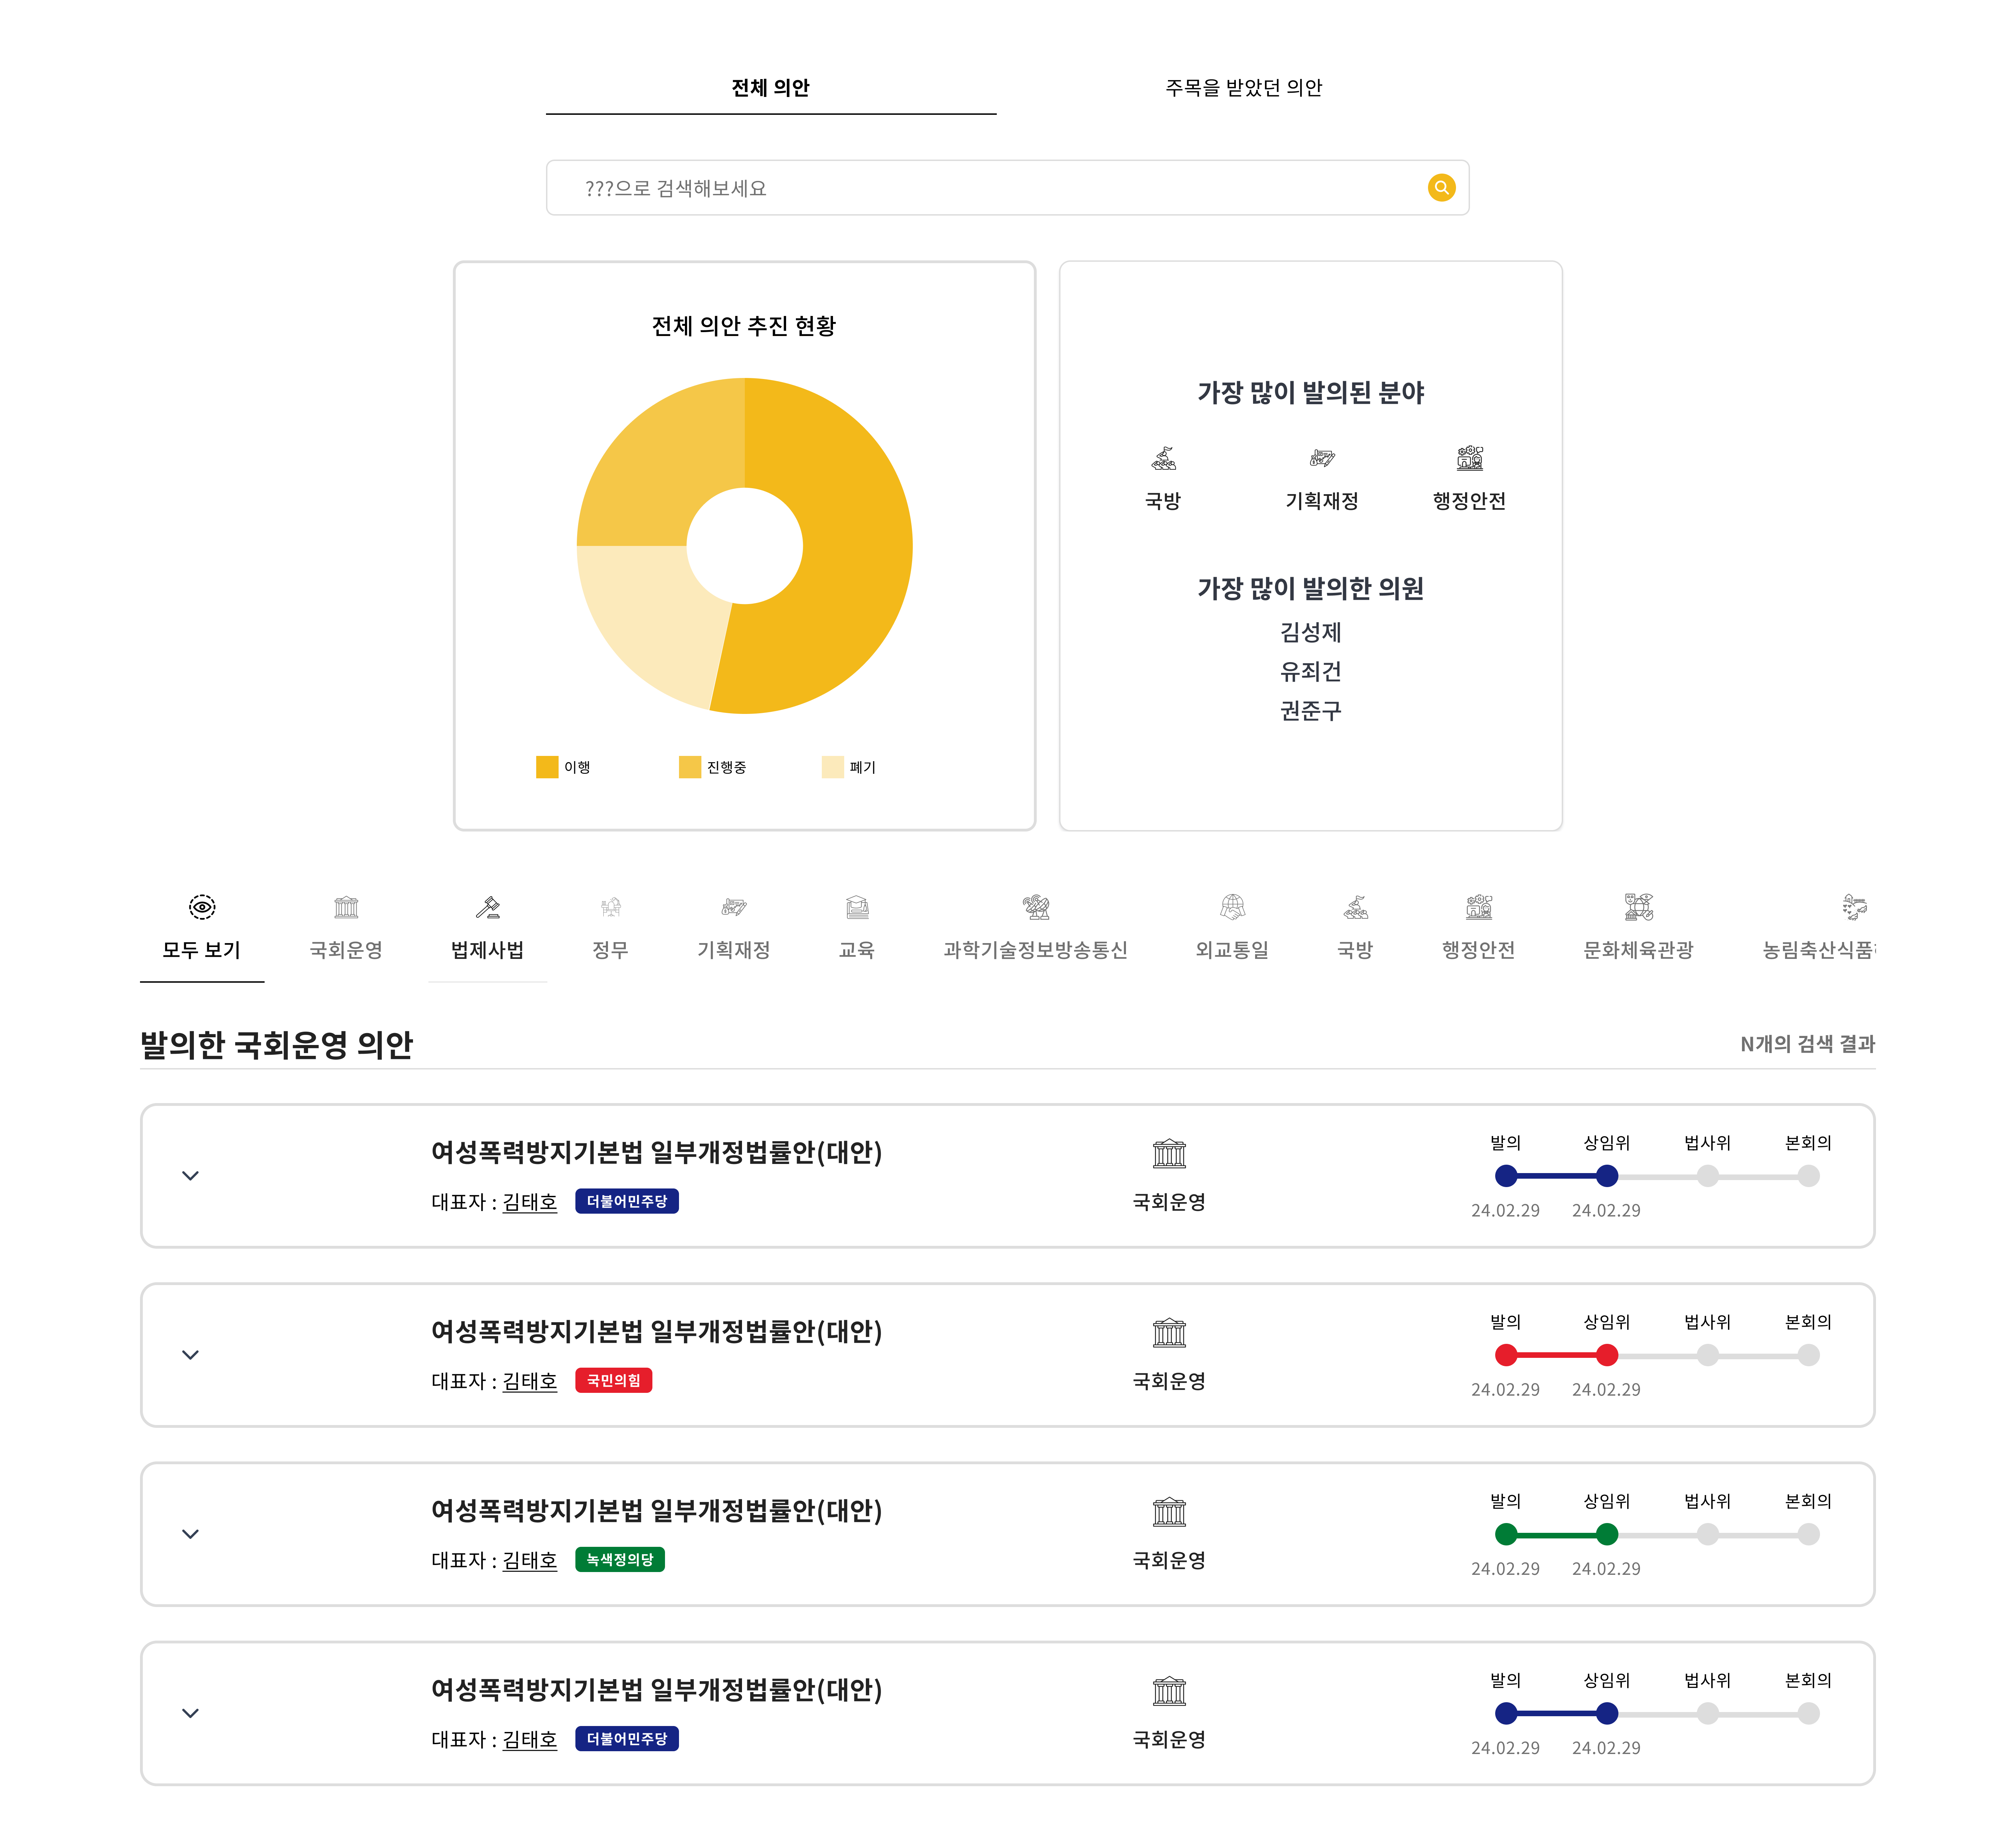 전체 의안
주목을 받았던 의안
???으로 검색해보세요
전체 의안 추진 현황
이행
진행중
폐기
가장 많이 발의된 분야
국방
기획재정
행정안전
가장 많이 발의한 의원
김성제
유죄건
권준구
모두 보기
국회운영
법제사법
정무
기획재정
교육
과학기술정보방송통신
외교통일
국방
행정안전
문화체육관광
농림축산식품
발의한 국회운영 의안
N개의 검색 결과
여성폭력방지기본법 일부개정법률안(대안)
대표자 : 김태호 더불어민주당
국회운영
발의 상임위 법사위 본회의
24.02.29 24.02.29
여성폭력방지기본법 일부개정법률안(대안)
대표자 : 김태호 국민의힘
국회운영
발의 상임위 법사위 본회의
24.02.29 24.02.29
여성폭력방지기본법 일부개정법률안(대안)
대표자 : 김태호 녹색정의당
국회운영
발의 상임위 법사위 본회의
24.02.29 24.02.29
여성폭력방지기본법 일부개정법률안(대안)
대표자 : 김태호 더불어민주당
국회운영
발의 상임위 법사위 본회의
24.02.29 24.02.29